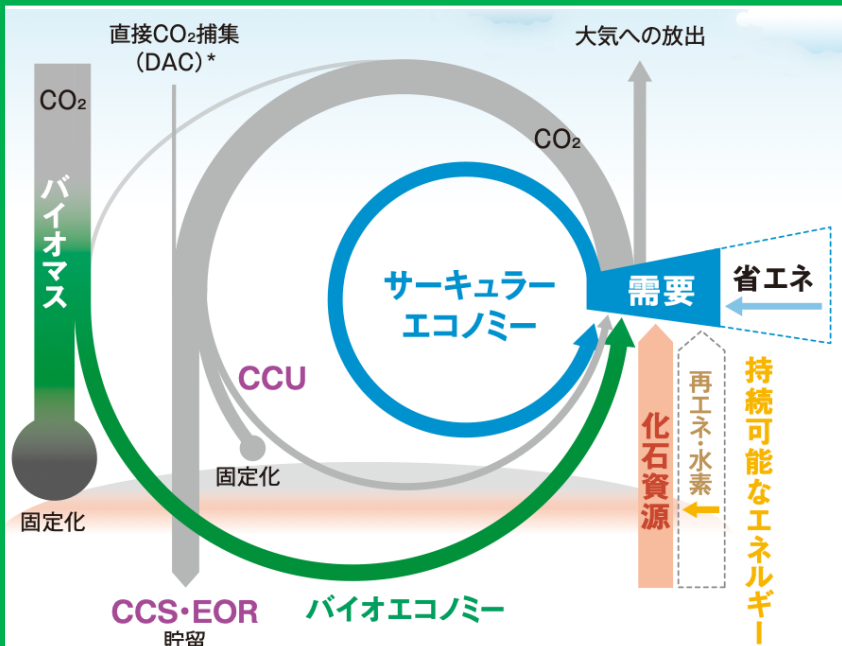 直接CO₂捕集
(DAC)*
大気への放出
CO₂
バイオマス
CO₂
サーキュラー
エコノミー
需要
省エネ
CCU
固定化
固定化
化石資源
再エネ・水素
持続可能なエネルギー
CCS・EOR
貯留
バイオエコノミー